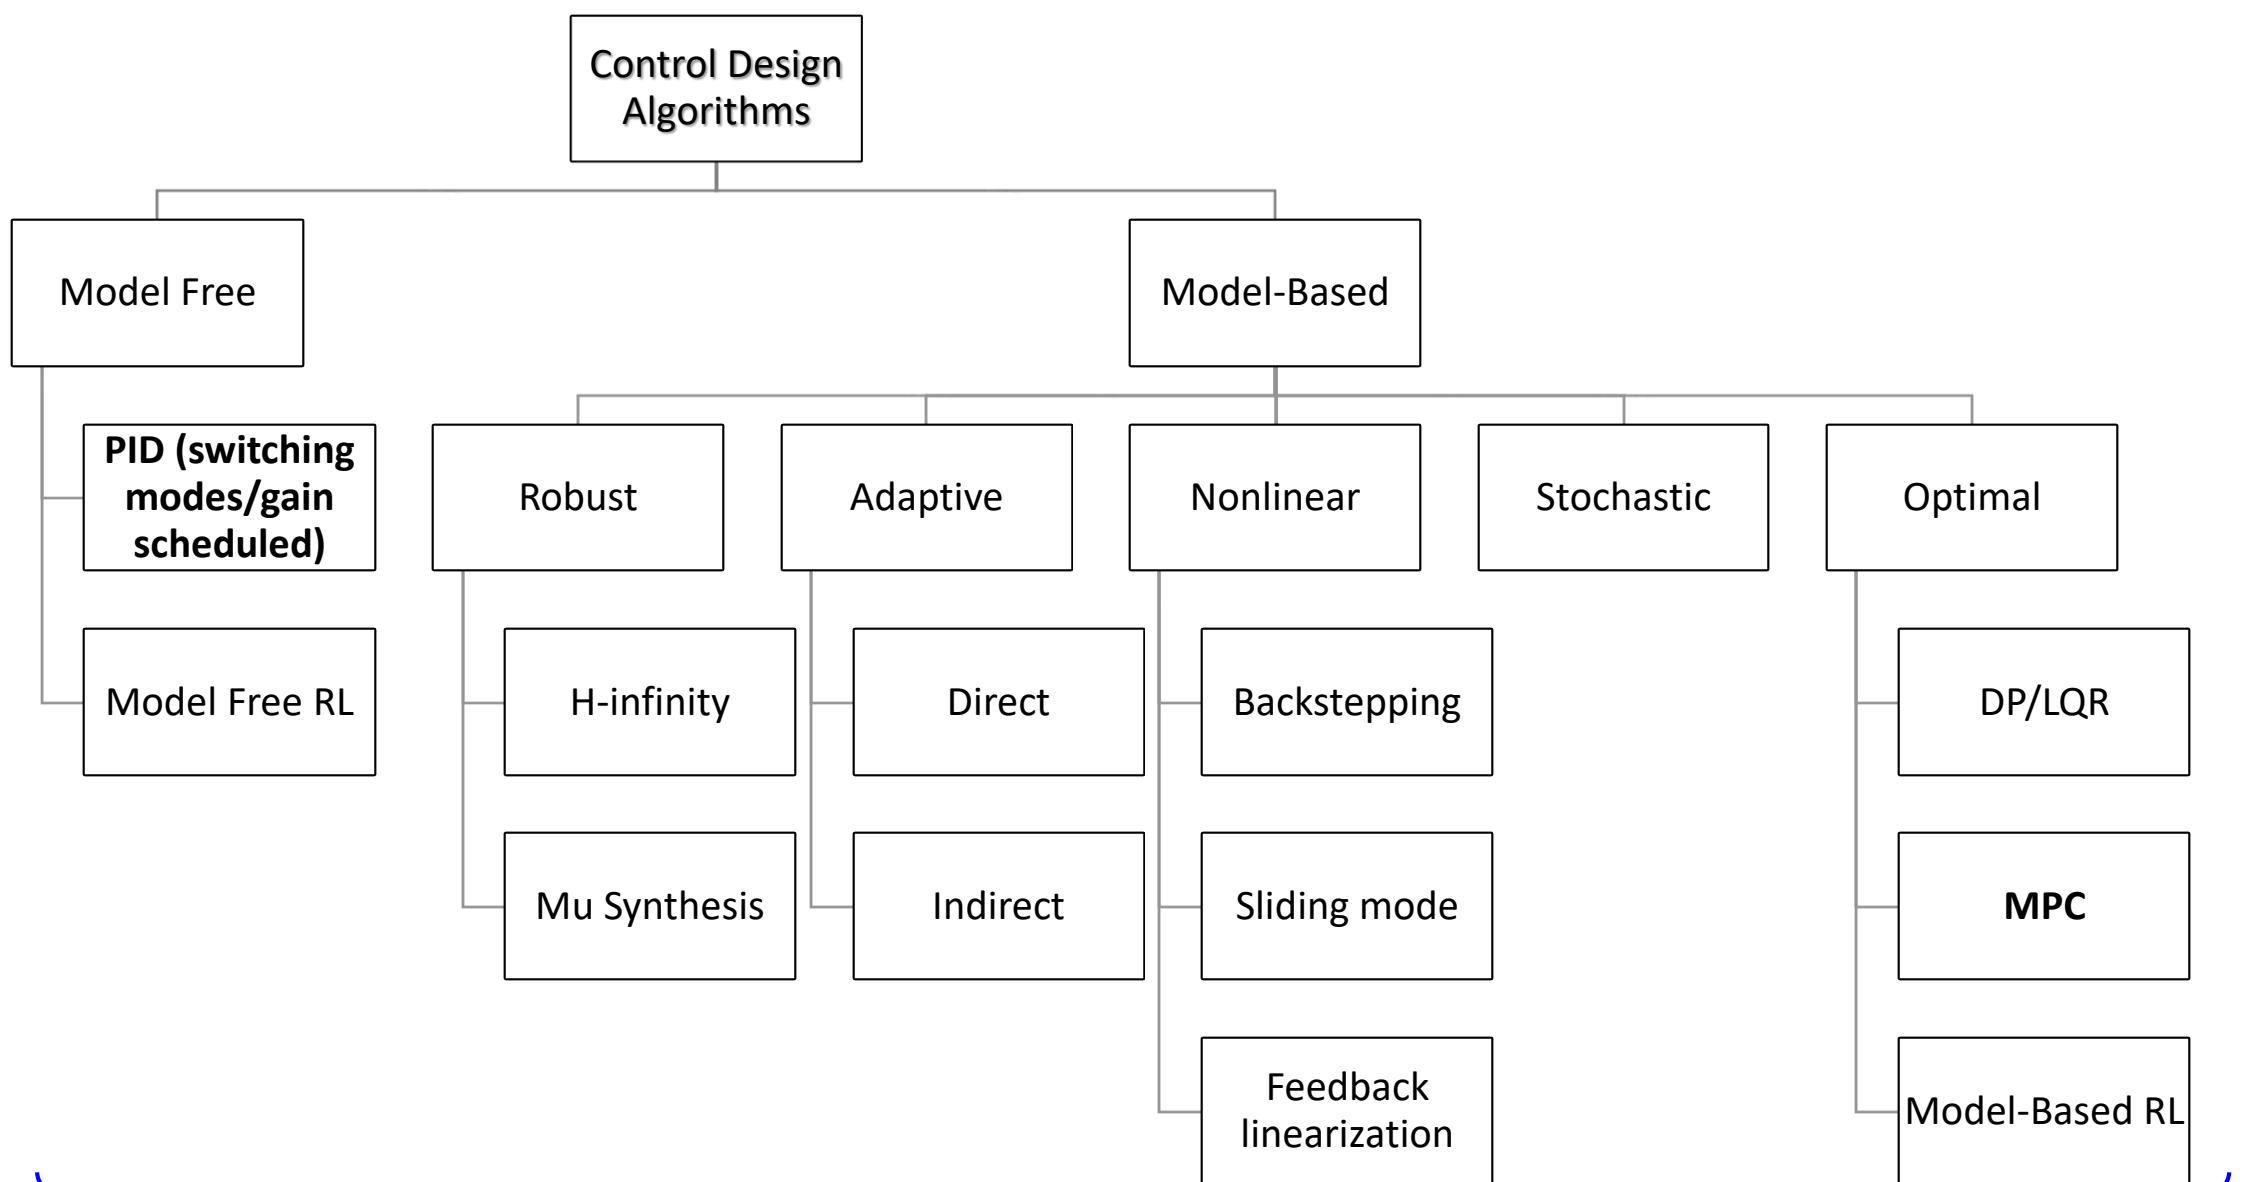 Control Design
Algorithms
Model Free
Model-Based
PID (switching
modes/gain
scheduled)
Robust
Adaptive
Nonlinear
Stochastic
Optimal
Model Free RL
H-infinity
Direct
Backstepping
DP/LQR
Mu Synthesis
Indirect
Sliding mode
MPC
Feedback
linearization
Model-Based RL